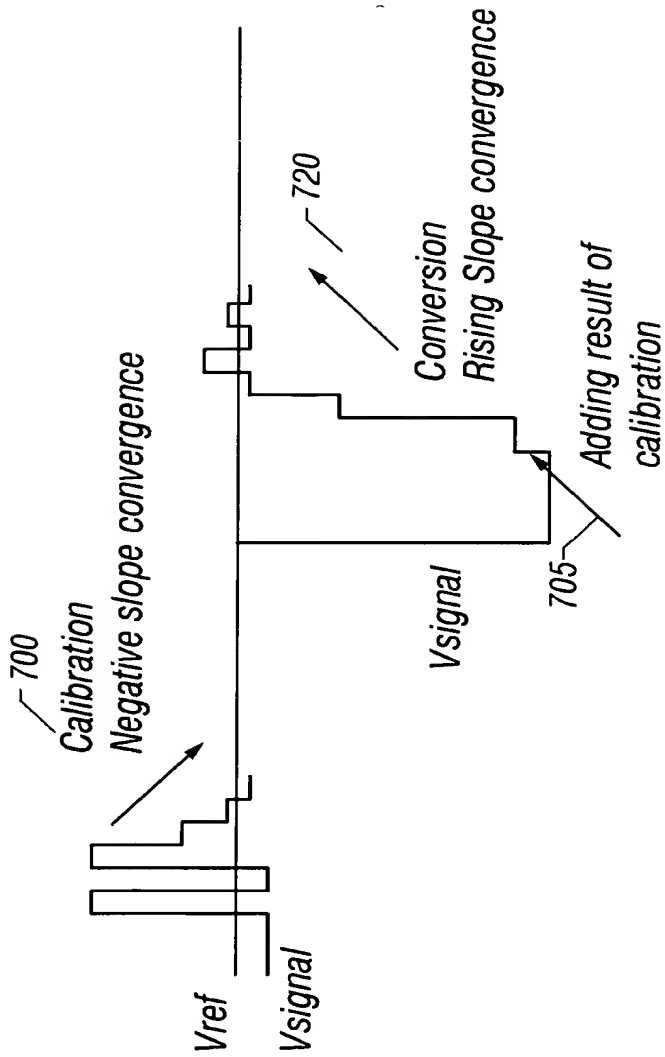 700
Calibration
Negative slope convergence
Vref
Vsignal
720
Conversion
Rising Slope convergence
Vsignal
705
Adding result of
calibration